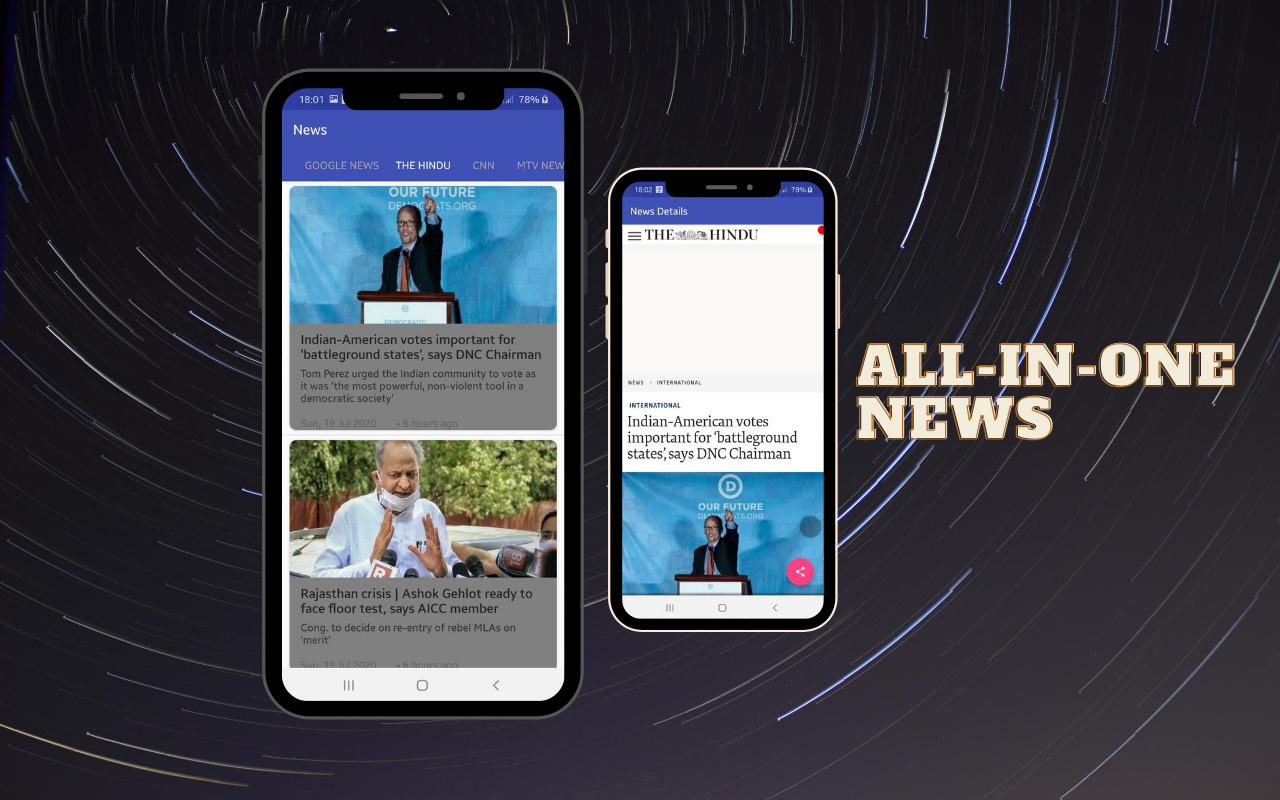 18:01
78%
News
GOOGLE NEWS THE HINDU CNN MTV NEW
OUR FUTURE
DEMOCRATS.ORG
DEMOCRATIC
Indian-American votes important for
'battleground states', says DNC Chairman
Tom Perez urged the Indian community to vote as
it was 'the most powerful, non-violent tool in a
democratic society'
Sun, 19 Jul 2020 • 6 hours ago
Rajasthan crisis | Ashok Gehlot ready to
face floor test, says AICC member
Cong. to decide on re-entry of rebel MLAs on
'merit'
Sun, 19 Jul 2020 • 6 hours ago
18:02
78%
News Details
THE HINDU
NEWS INTERNATIONAL
INTERNATIONAL
Indian-American votes
important for 'battleground
states', says DNC Chairman
D
OUR FUTURE
DEMOCRATS.ORG
ALL-IN-ONE
NEWS